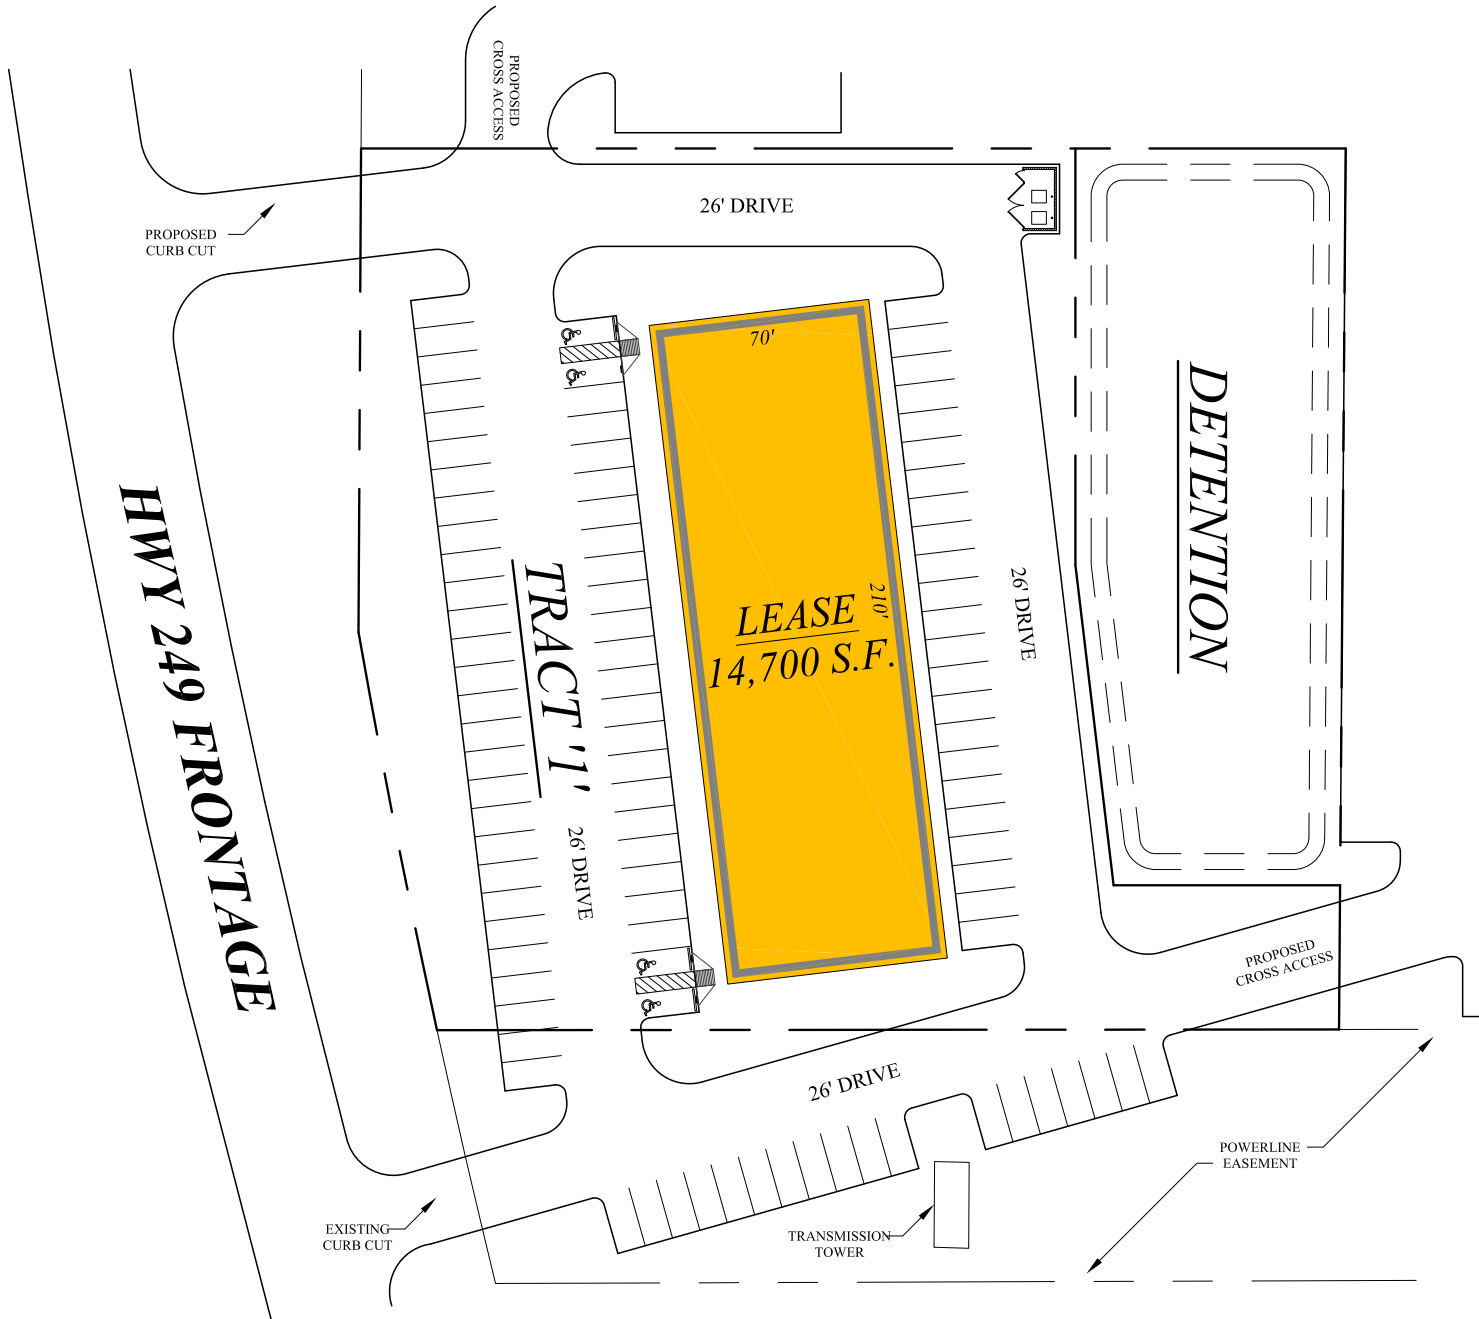 PROPOSED
CROSS ACCESS
PROPOSED
CURB CUT
26' DRIVE
70'
DETENTION
HWY 249 FRONTAGE
TRACT '1'
26' DRIVE
210'
LEASE
14,700 S.F.
26' DRIVE
PROPOSED
CROSS ACCESS
26' DRIVE
POWERLINE
EASEMENT
EXISTING
CURB CUT
TRANSMISSION
TOWER